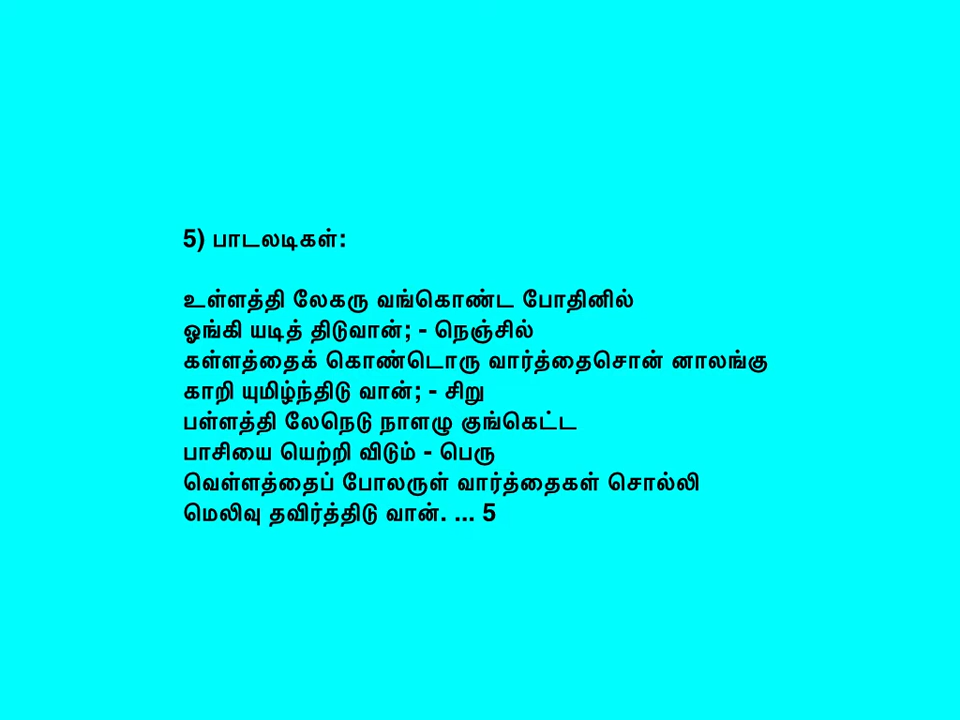 5) பாடலடிகள்:
உள்ளத்தி லேகரு வங்கொண்ட போதினில்
ஓங்கி யடித் திடுவான்; - நெஞ்சில்
கள்ளத்தைக் கொண்டொரு வார்த்தைசொன் னாலங்கு
காறி யுமிழ்ந்திடு வான்; - சிறு
பள்ளத்தி லேநெடு நாளழு குங்கெட்ட
பாசியை யெற்றி விடும் - பெரு
வெள்ளத்தைப் போலருள் வார்த்தைகள் சொல்லி
மெலிவு தவிர்த்திடு வான். ... 5